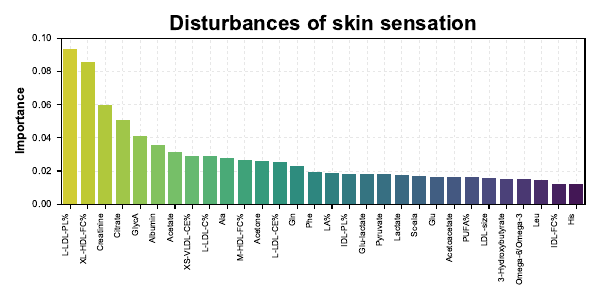 Disturbances of skin sensation
Importance
0.10
0.08
0.06
0.04
0.02
0.00
L-LDL-PL%
XL-HDL-FC%
Creatinine
Citrate
GlycA
Albumin
Acetate
XS-VLDL-CE%
L-LDL-C%
Ala
M-HDL-FC%
Acetone
L-LDL-CE%
Gln
Phe
LA%
IDL-PL%
Glu-lactate
Pyruvate
Lactate
Glu
Acetoacetate
PUFA%
LDL-size
3-Hydroxybutyrate
Omega-6/Omega-3
Leu
IDL-FC%
His